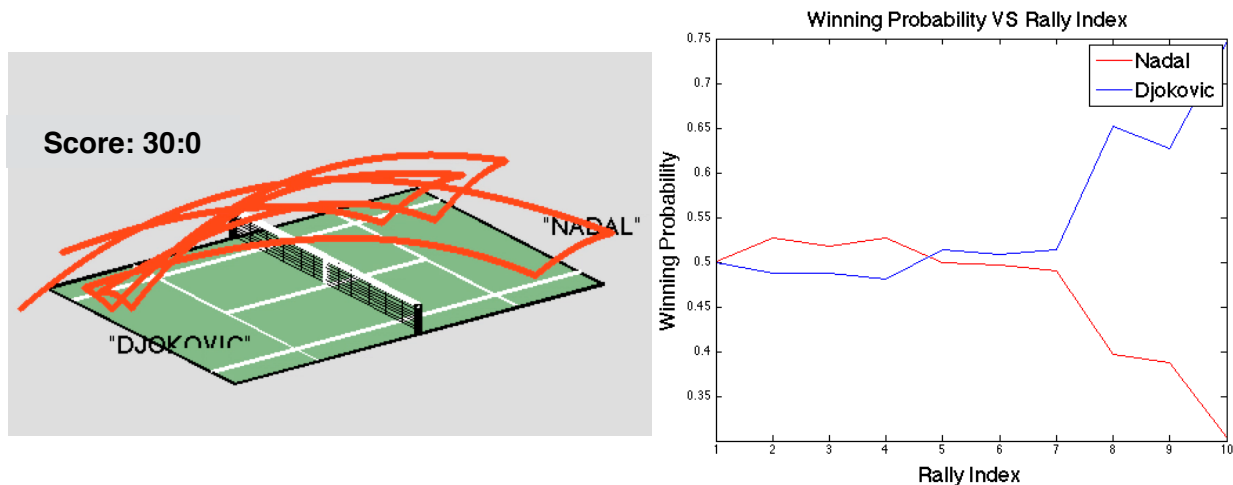 Score: 30:0
"NADAL"
"DJOKOVIC"
Winning Probability VS Rally Index
Nadal
Djokovic
Winning Probability
0.75
0.7
0.65
0.6
0.55
0.5
0.45
0.4
0.35
1 2 3 4 5 6 7 8 9 10
Rally Index